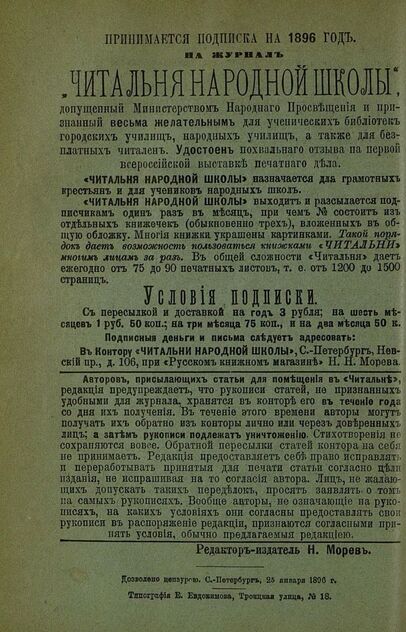 ПРИНИМАЕТСЯ ПОДПИСКА НА 1896 ГОДЪ.
НА ЖУРНАЛЪ
„ЧИТАЛЬНЯ НАРОДНОЙ ШКОЛЫ“,
допущенный Министерствомъ Народнаго Просвѣщенія и при-
знанный весьма желательнымъ для ученическихъ библіотекъ
городскихъ училищъ, народныхъ училищъ, а также для без-
платныхъ читаленъ. Удостоенъ похвальнаго отзыва на первой
всероссійской выставкѣ печатнаго дѣла.
«ЧИТАЛЬНЯ НАРОДНОЙ ШКОЛЫ» назначается для грамотныхъ
крестьянъ и для учениковъ народныхъ школъ.
«ЧИТАЛЬНЯ НАРОДНОЙ ШКОЛЫ» выходитъ и разсылается под-
писчикамъ одинъ разъ въ мѣсяцъ, при чемъ № состоитъ изъ
отдѣльныхъ книжечекъ (обыкновенно трехъ), вложенныхъ въ об-
щую обложку. Многія книжки украшены картинками. Такой поря-
докъ даетъ возможность пользоваться книжками «ЧИТАЛЬНИ»
многимъ лицамъ за разъ. Въ общей сложности «Читальня» даетъ
ежегодно отъ 75 до 90 печатныхъ листовъ, т. е. отъ 1200 до 1500
страницъ.
УСЛОВІЯ ПОДПИСКИ.
Съ пересылкой и доставкой на годъ 3 рубля; на шесть мѣ-
сяцевъ 1 руб. 50 коп.; на три мѣсяца 75 коп., и на два мѣсяца 50 к.
Подписныя деньги и письма слѣдуетъ адресовать:
Въ Контору «ЧИТАЛЬНИ НАРОДНОЙ ШКОЛЫ», С.-Петербургъ, Нев-
скій пр., д. 106, при «Русскомъ книжномъ магазинѣ» Н. Н. Морева.
Авторовъ, присылающихъ статьи для помѣщенія въ «Читальнѣ»,
редакція предупреждаетъ, что рукописи статей, не признанныхъ
удобными для журнала, хранятся въ конторѣ его въ теченіе года
со дня ихъ полученія. Въ теченіе этого времени авторы могутъ
получать ихъ обратно изъ конторы лично или черезъ довѣренныхъ
лицъ; а затѣмъ рукописи подлежатъ уничтоженію. Стихотворенія не
сохраняются вовсе. Обратной пересылки статей контора на себя
не принимаетъ. Редакція предоставляетъ себѣ право исправлять
и переработывать принятыя для печати статьи согласно цѣли
изданія, не испрашивая на то согласія автора. Лицъ, не жалаю-
щихъ допускать такихъ передѣлокъ, просятъ заявлять о томъ
на самыхъ рукописяхъ. Вообще авторы, не означающіе на руко-
писяхъ, на какихъ условіяхъ они согласны предоставить свои
рукописи въ распоряженіе редакціи, признаются согласными при-
нять условія, обычно предлагаемыя редакціею.
Редакторъ-издатель Н. Моревъ.
Дозволено цензурою. С.-Петербургъ, 25 января 1896 г.
Типографія Е. Евдокимова, Троицкая улица, № 18.